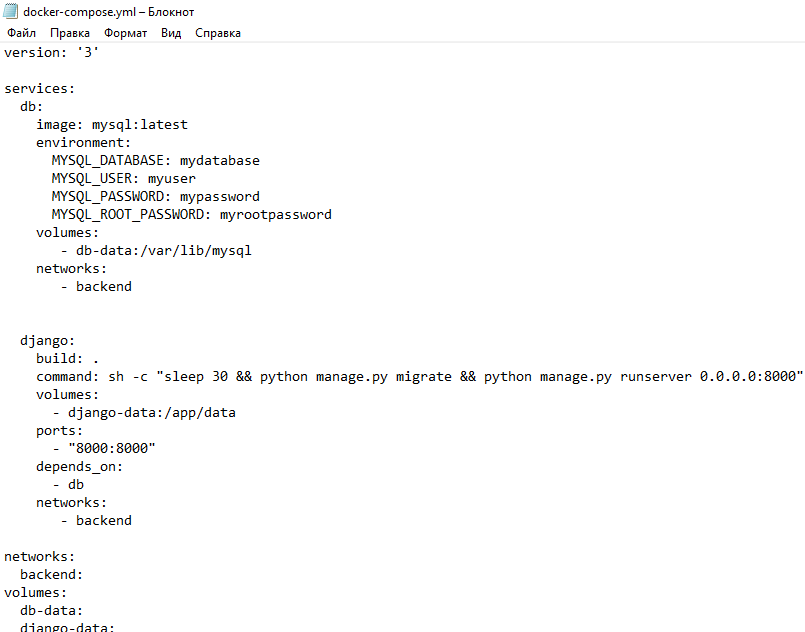 docker-compose.yml – Блокнот
Файл Правка Формат Вид Справка
version: '3'
services:
  db:
    image: mysql:latest
    environment:
      MYSQL_DATABASE: mydatabase
      MYSQL_USER: myuser
      MYSQL_PASSWORD: mypassword
      MYSQL_ROOT_PASSWORD: myrootpassword
    volumes:
       - db-data:/var/lib/mysql
    networks:
       - backend
  django:
    build: .
    command: sh -c "sleep 30 && python manage.py migrate && python manage.py runserver 0.0.0.0:8000"
    volumes:
      - django-data:/app/data
    ports:
      - "8000:8000"
    depends_on:
      - db
    networks:
       - backend
networks:
  backend:
volumes:
  db-data:
  django-data: